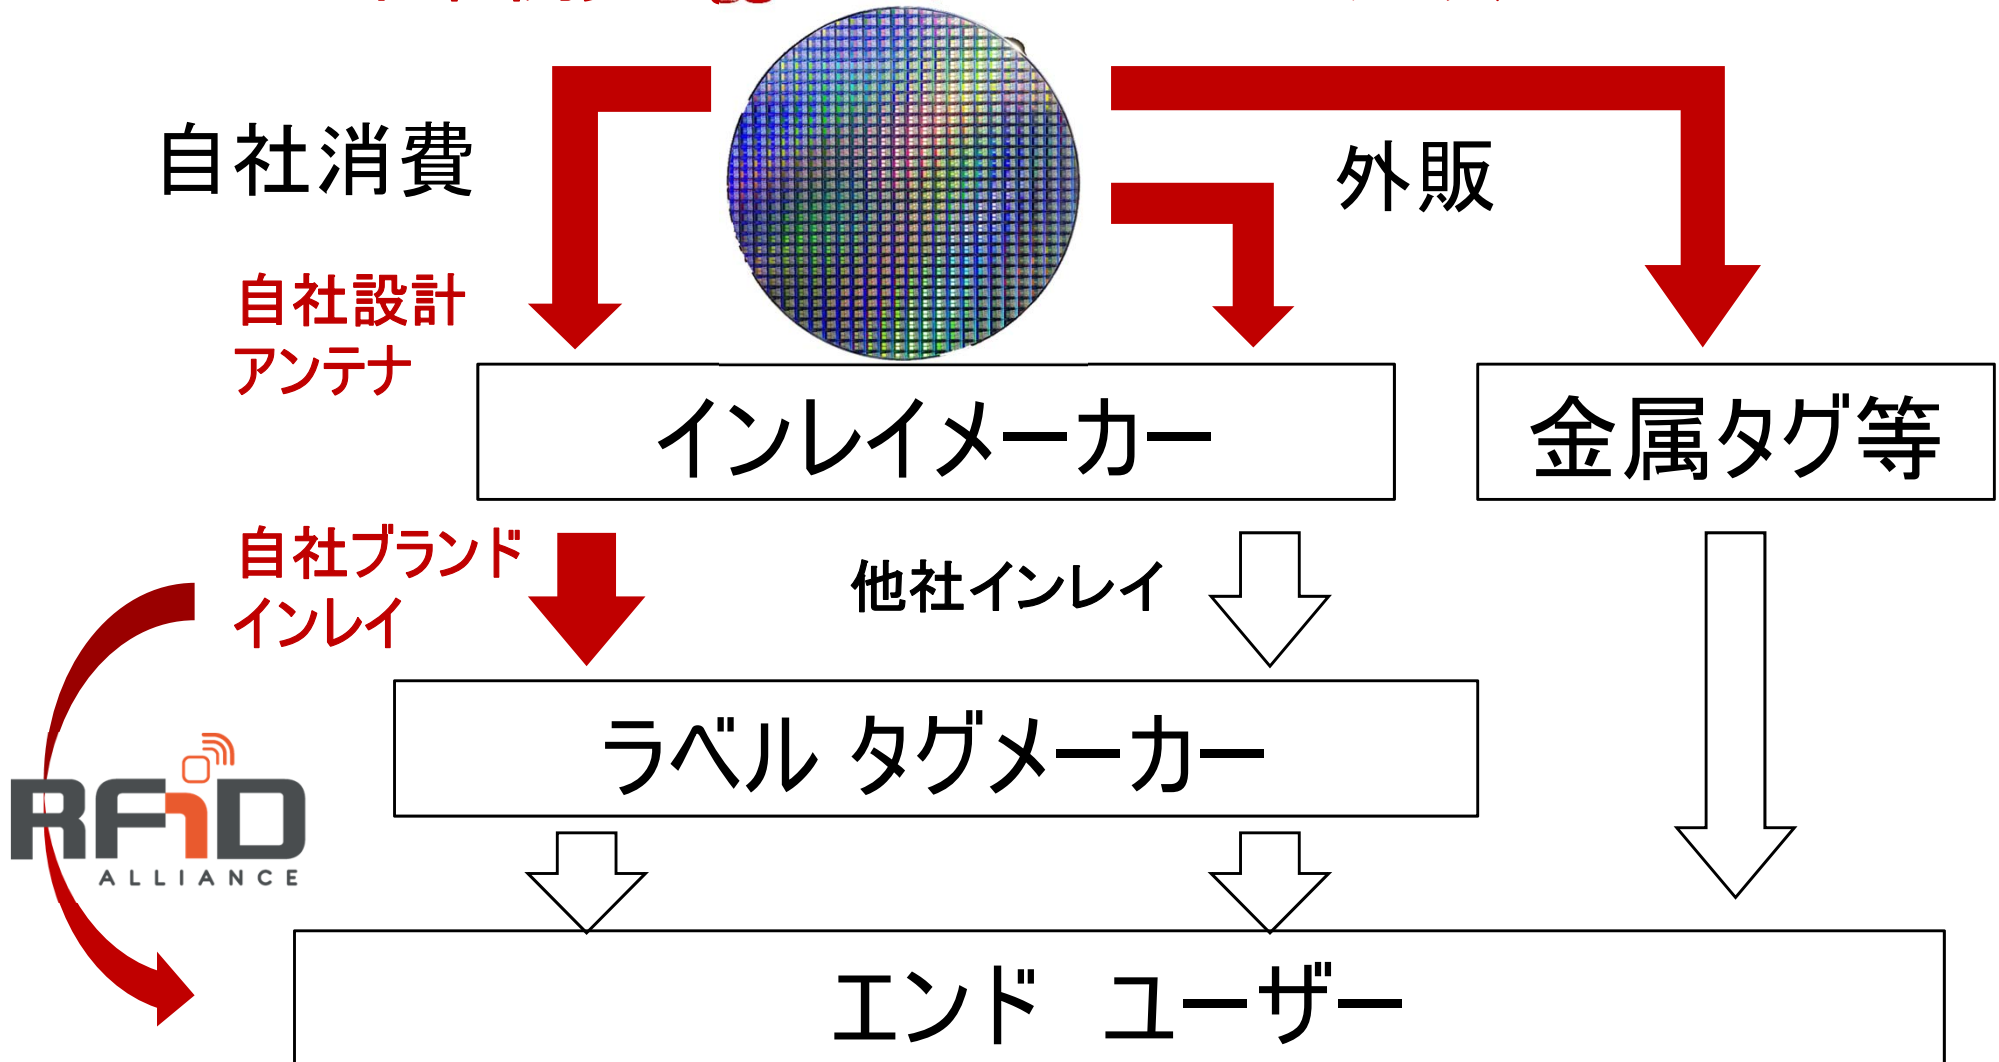 自社消費
外販
自社設計
アンテナ
インレイメーカー
金属タグ等
自社ブランド
インレイ
他社インレイ
ラベル タグメーカー
RFiD
ALLIANCE
エンド ユーザー